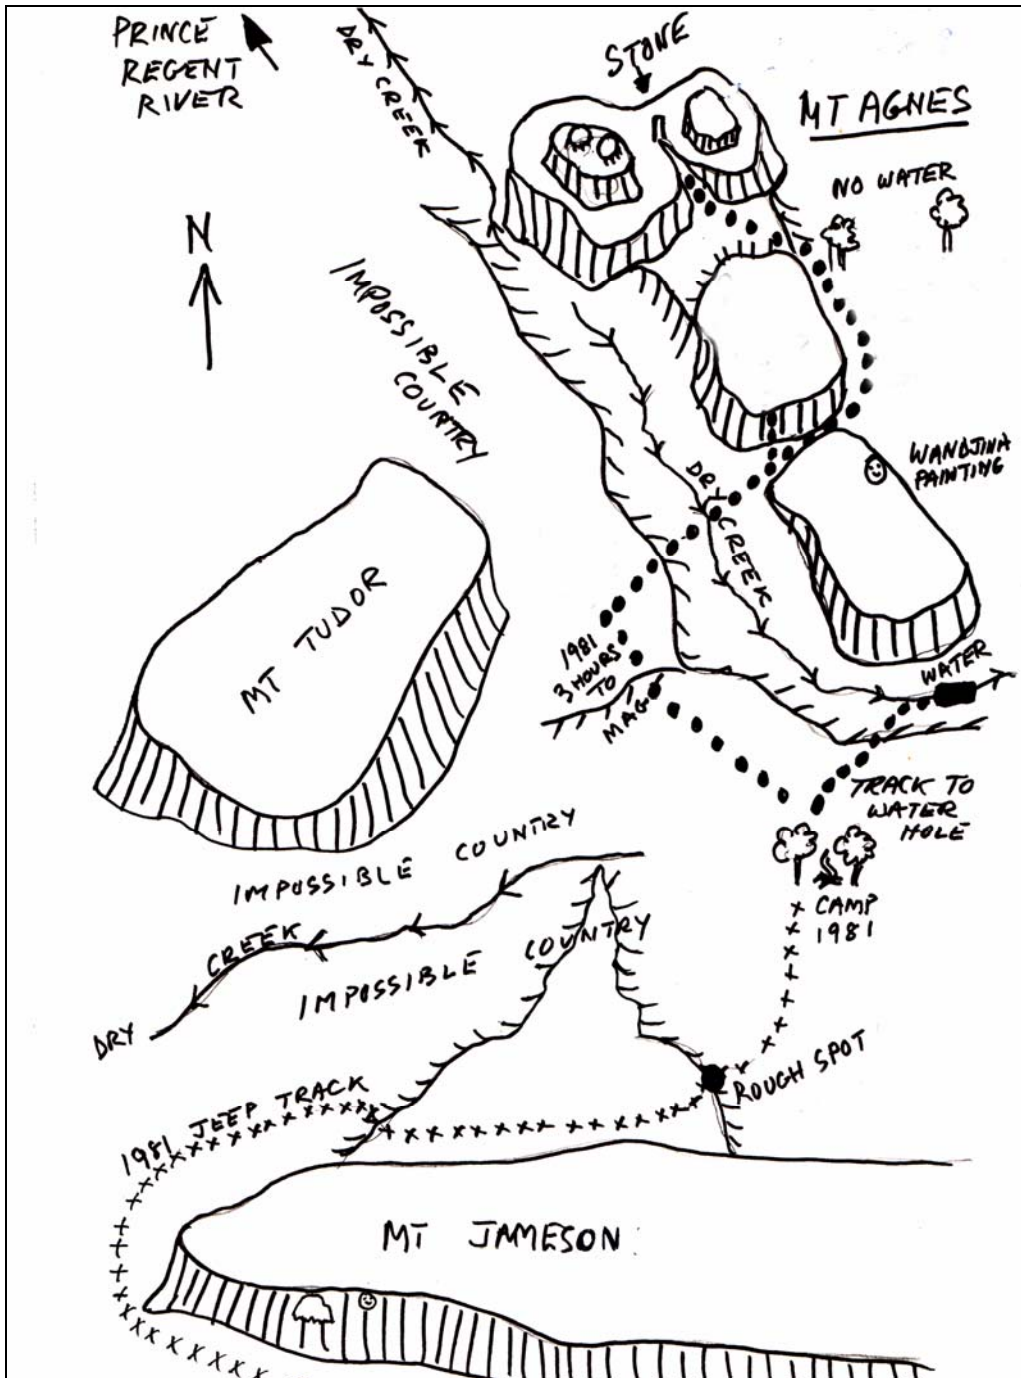 PRINCE
REGENT
RIVER
DRY CREEK
STONE
MT AGNES
NO WATER
N
IMPOSSIBLE
COUNTRY
WANDJINA
PAINTING
DRY
CREEK
MT TUDOR
1981
3 HOURS
TO
MAG
WATER
TRACK TO
WATER
HOLE
IMPOSSIBLE COUNTRY
CAMP
1981
DRY CREEK
IMPOSSIBLE COUNTRY
ROUGH SPOT
1981 JEEP TRACK
MT JAMESON